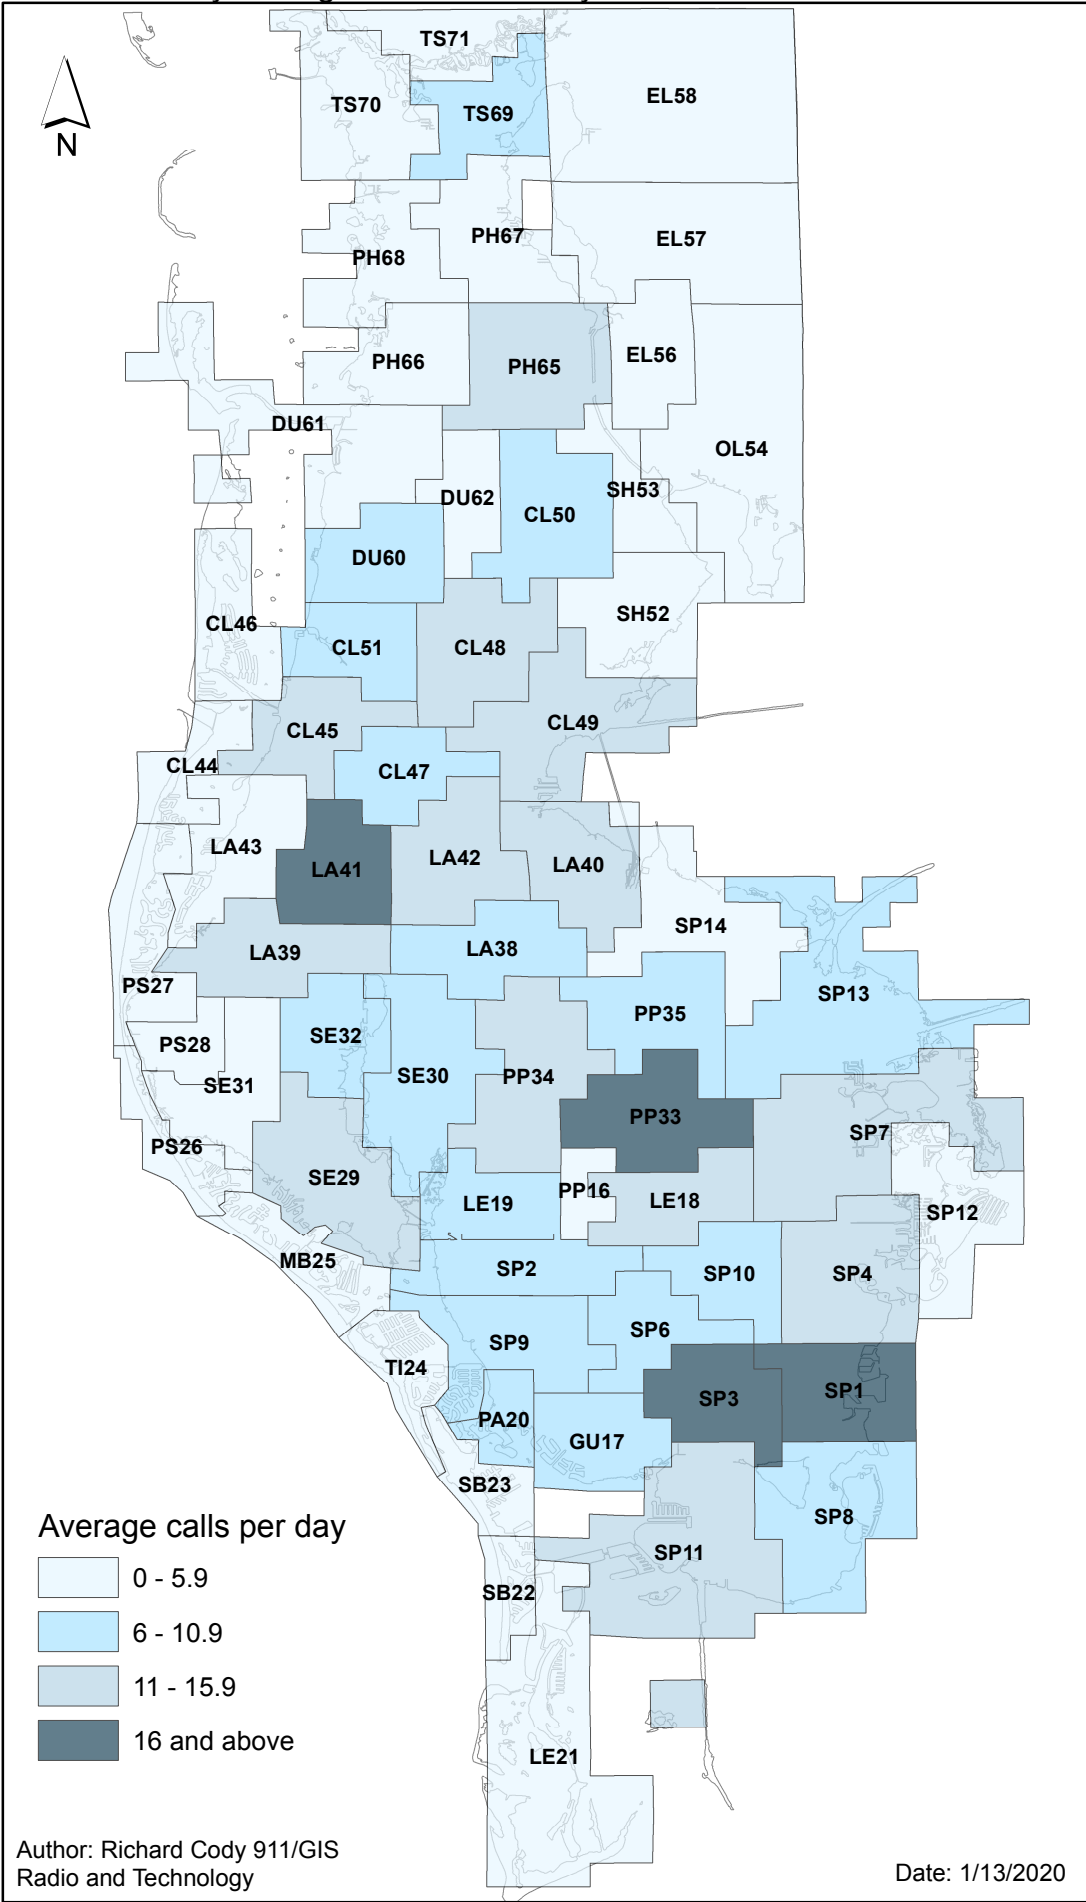 TS71
EL58
TS70
TS69
N
PH67
EL57
PH68
EL56
PH66
PH65
DU61
OL54
SH53
DU62
CL50
DU60
SH52
CL46
CL51
CL48
CL49
CL45
CL44
CL47
LA43
LA42
LA40
LA41
SP14
LA38
LA39
PS27
SP13
PP35
SE32
PS28
SE30
PP34
SE31
PP33
SP7
PS26
SE29
PP16
LE18
LE19
SP12
MB25
SP2
SP10
SP4
SP6
SP9
TI24
SP3
SP1
PA20
GU17
SB23
SP8
Average calls per day
0 - 5.9
SP11
SB22
6 - 10.9
11 - 15.9
16 and above
LE21
Author: Richard Cody 911/GIS
Radio and Technology
Date: 1/13/2020